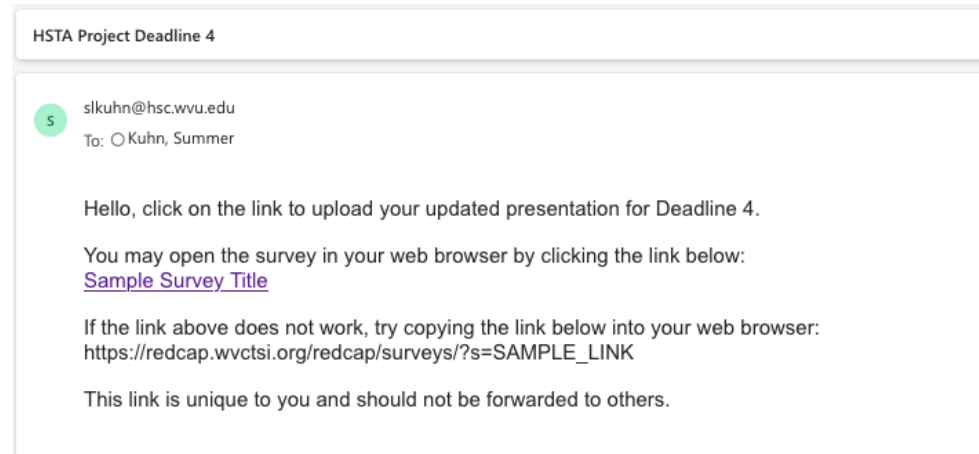 HSTA Project Deadline 4
S
slkuhn@hsc.wvu.edu
To: Kuhn, Summer
Hello, click on the link to upload your updated presentation for Deadline 4.
You may open the survey in your web browser by clicking the link below:
Sample Survey Title
If the link above does not work, try copying the link below into your web browser:
https://redcap.wvctsi.org/redcap/surveys/?s=SAMPLE_LINK
This link is unique to you and should not be forwarded to others.